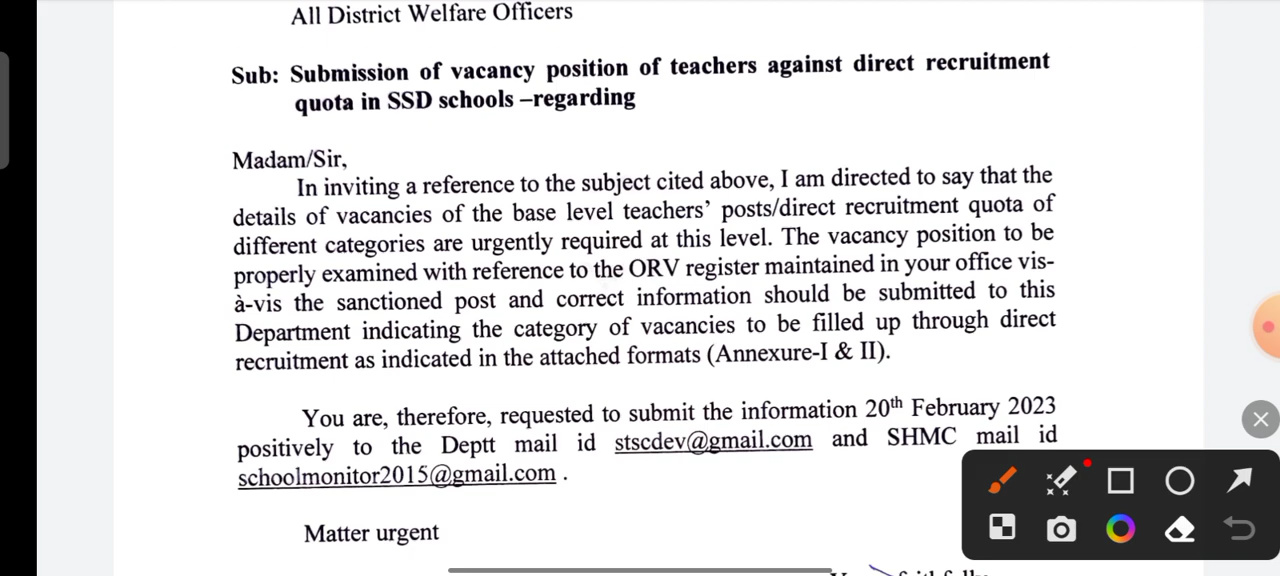 All District Welfare Officers
Sub: Submission of vacancy position of teachers against direct recruitment
quota in SSD schools –regarding
Madam/Sir,
In inviting a reference to the subject cited above, I am directed to say that the
details of vacancies of the base level teachers’ posts/direct recruitment quota of
different categories are urgently required at this level. The vacancy position to be
properly examined with reference to the ORV register maintained in your office vis-
à-vis the sanctioned post and correct information should be submitted to this
Department indicating the category of vacancies to be filled up through direct
recruitment as indicated in the attached formats (Annexure-I & II).
You are, therefore, requested to submit the information 20th February 2023
positively to the Deptt mail id stscdev@gmail.com and SHMC mail id
schoolmonitor2015@gmail.com .
Matter urgent